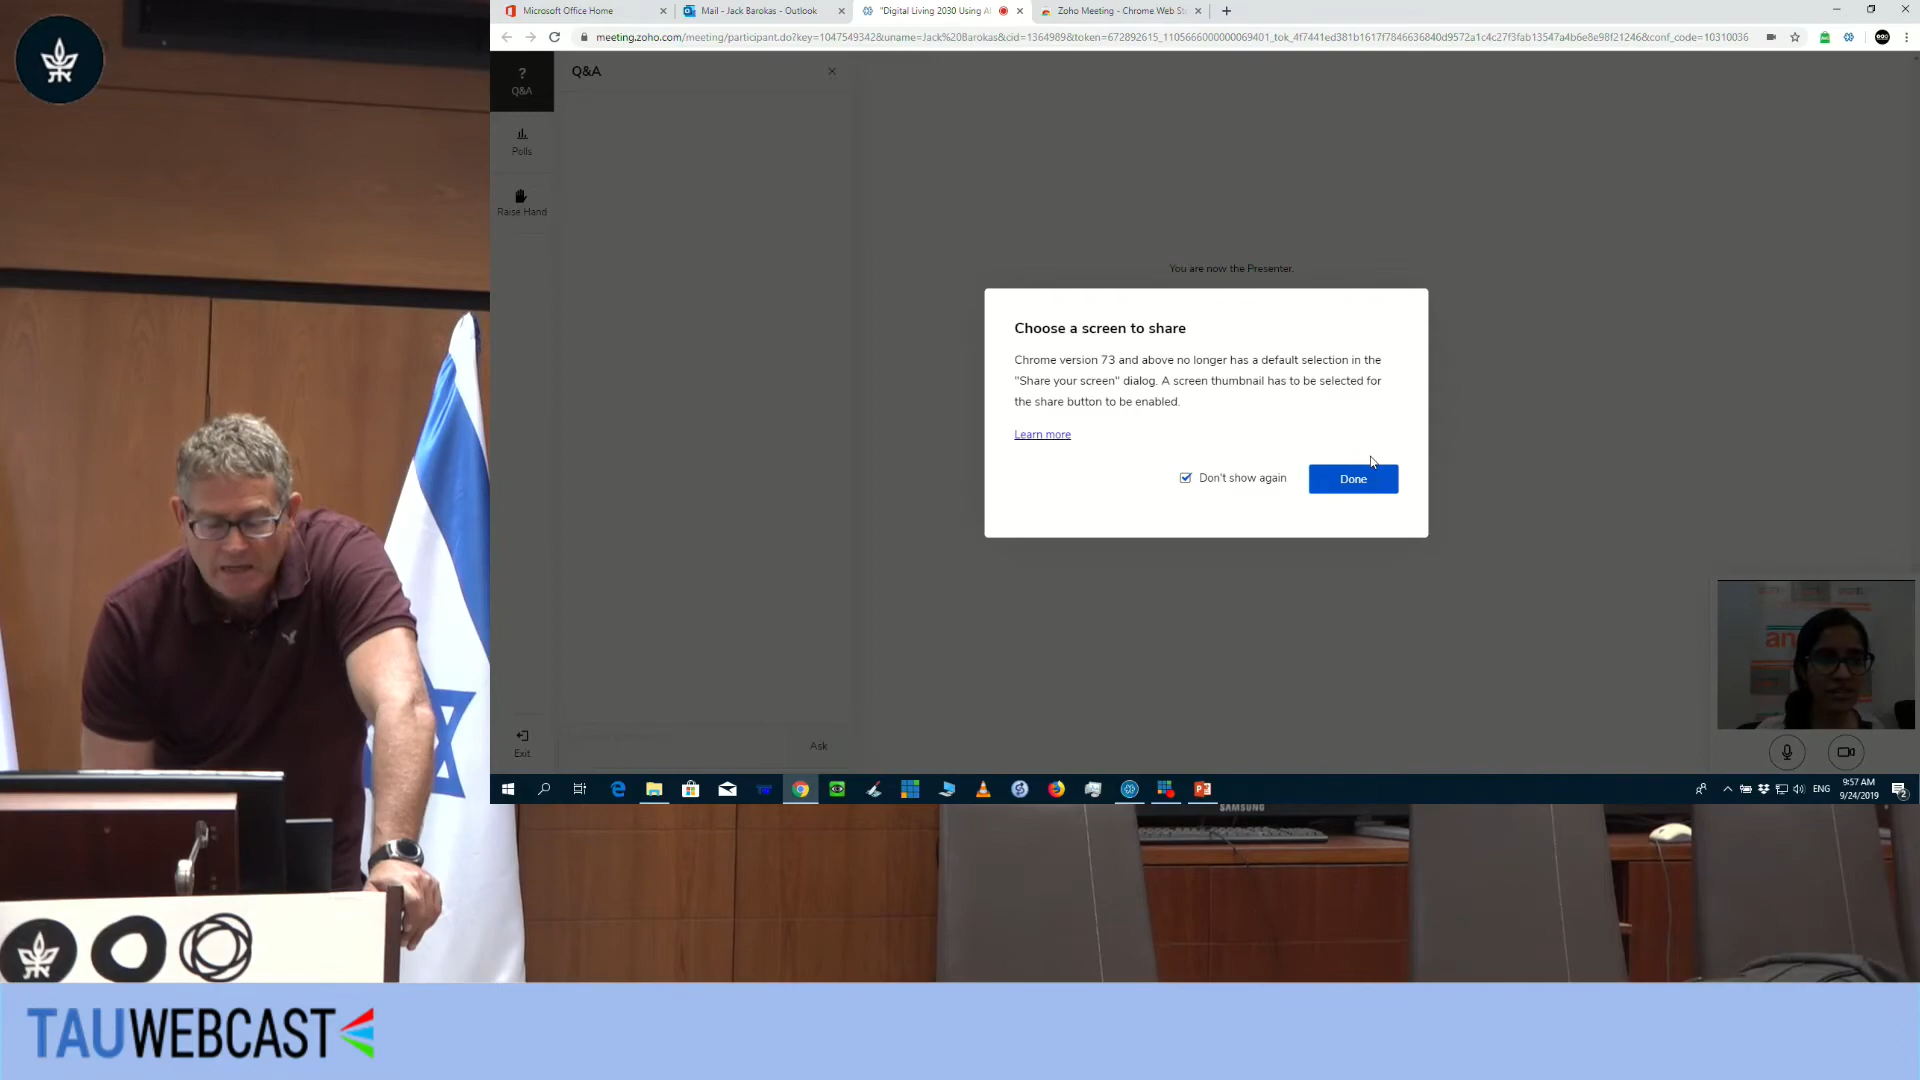 Microsoft Office Home
Mail - Jack Barokas - Outlook
"Digital Living 2030 Using A
Zoho Meeting - Chrome Web St
meeting.zoho.com/meeting/participant.do?key=1047549342&uname=Jack%20Barokas&cid=1364989&token=672892615_1105666000000069401_tok_4f7441ed381b1617f7846636840d9572a1c4c27f3fab13547a4b6e8e98f21246&conf_code=10310036
?
Q&A
Q&A
Polls
Raise Hand
You are now the Presenter.
Choose a screen to share
Chrome version 73 and above no longer has a default selection in the
"Share your screen" dialog. A screen thumbnail has to be selected for
the share button to be enabled.
Learn more
Don't show again
Done
Exit
Ask
ENG
9:57 AM
9/24/2019
2
SAMSUNG
TAUWEBCAST